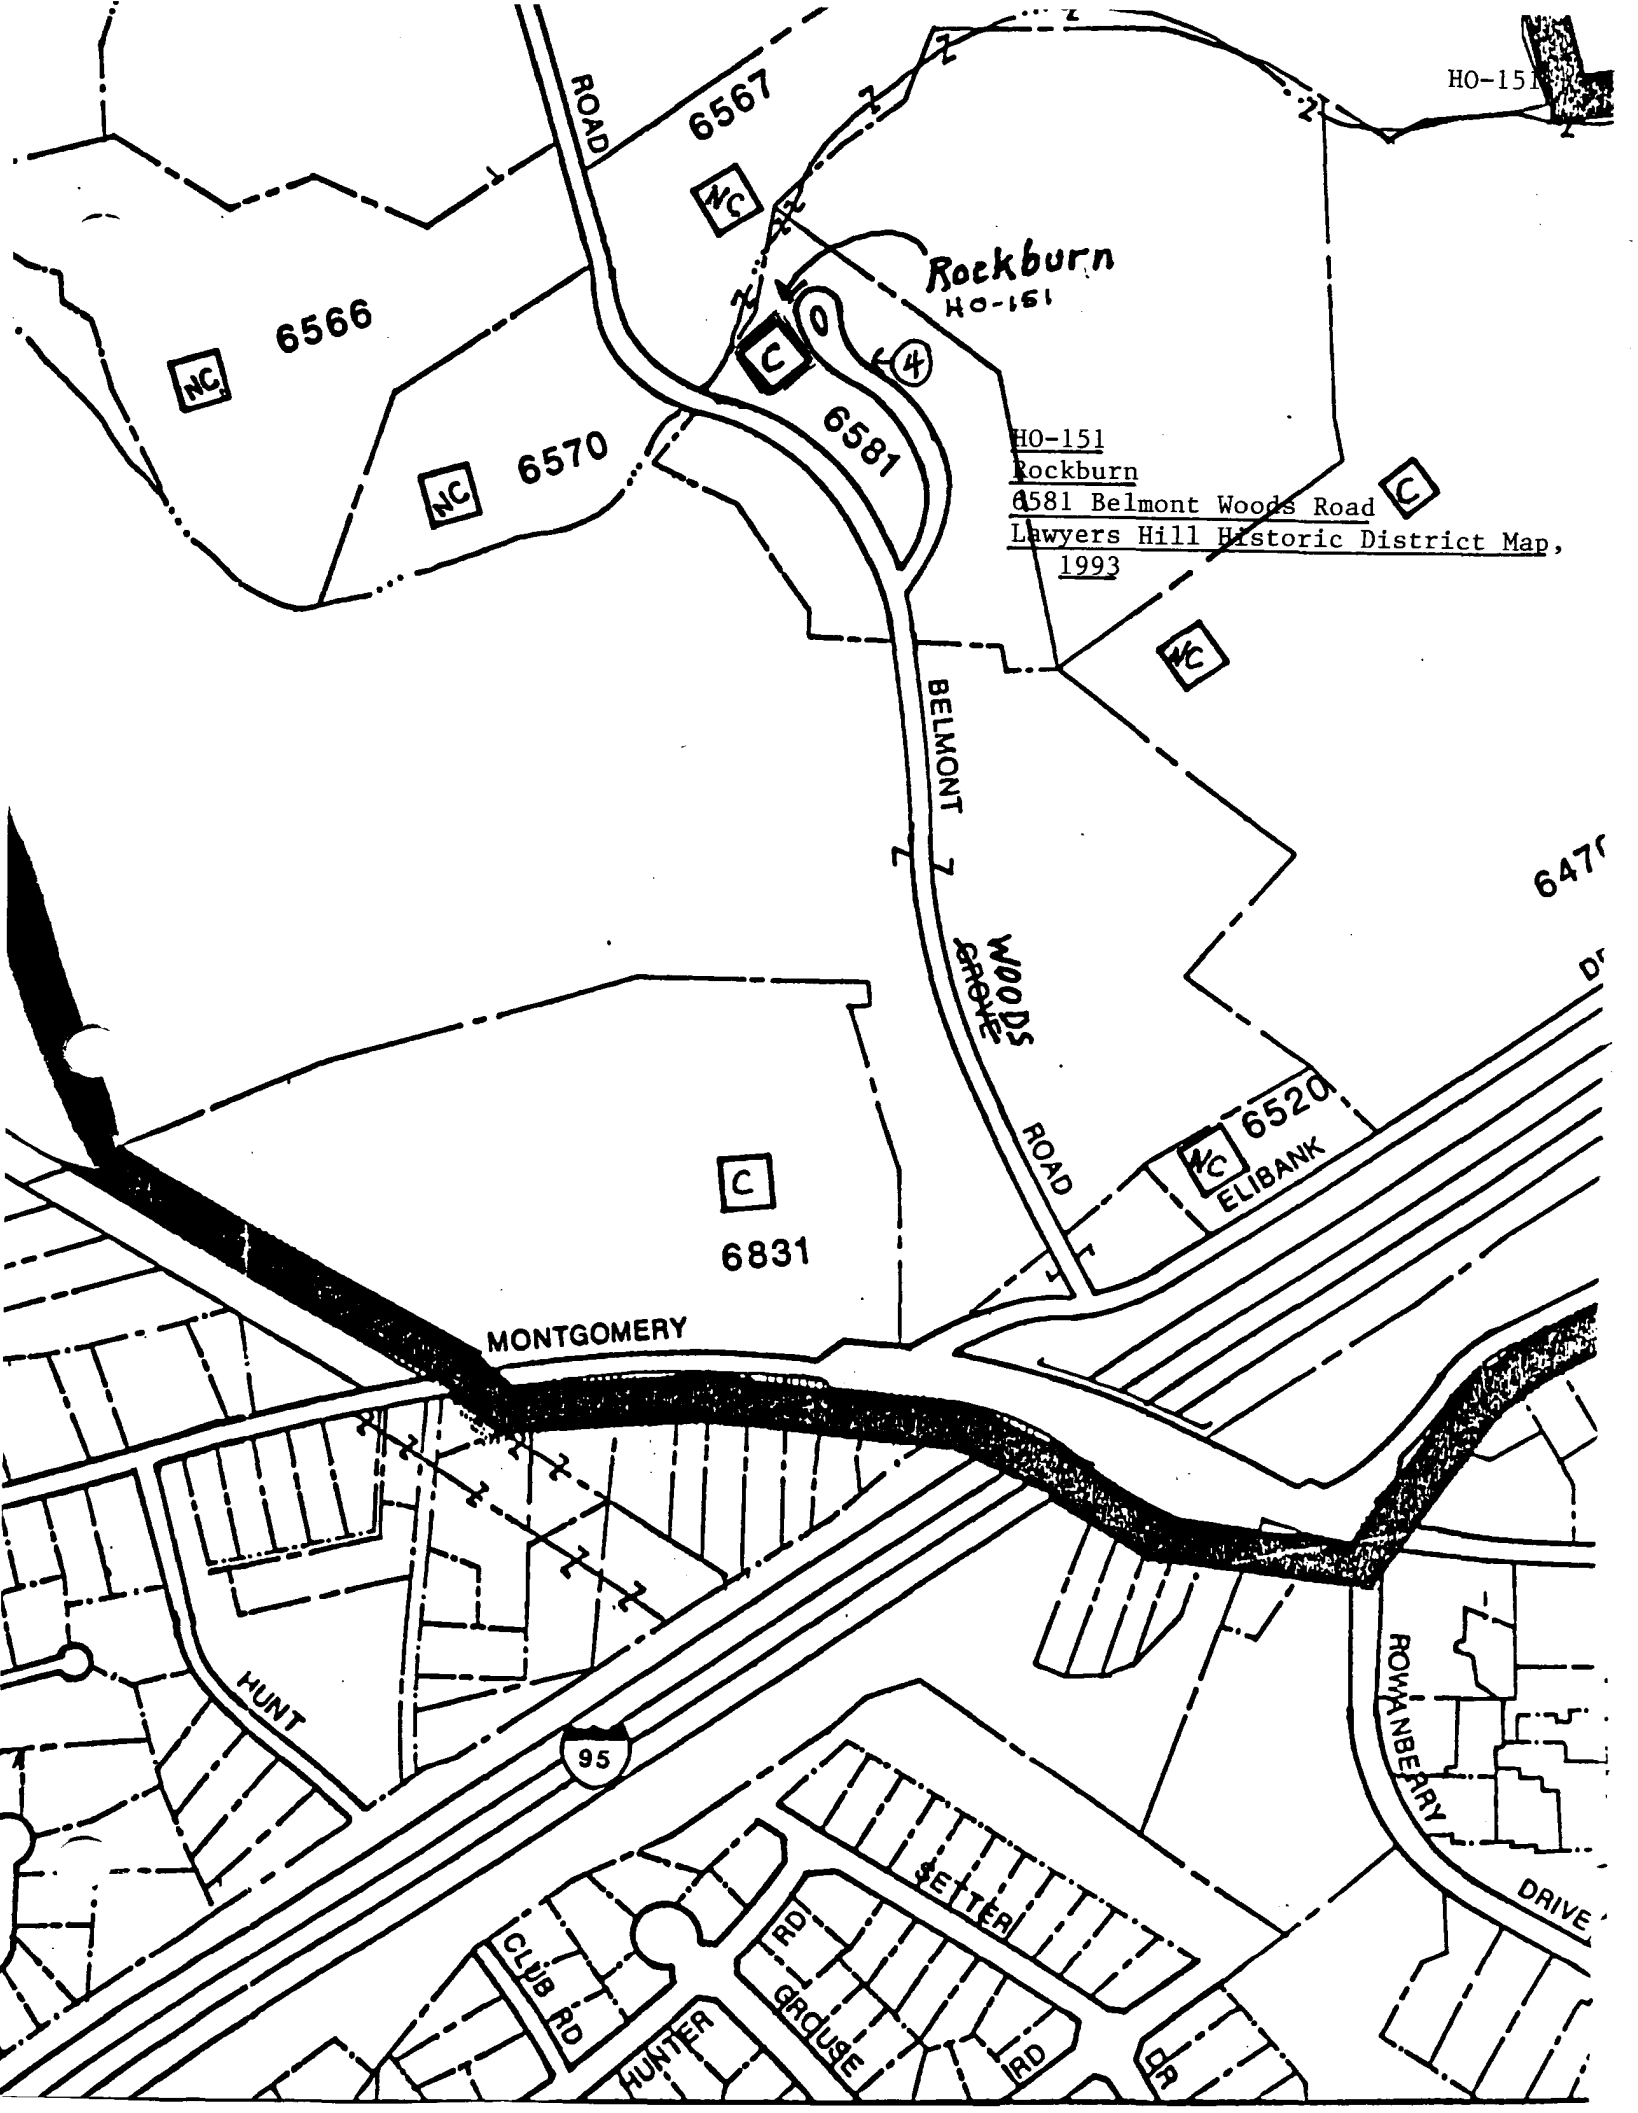 HO-151
ROAD
6567
NC
Rockburn
HO-151
6566
NC
C
4
6581
6570
NC
HO-151
Rockburn
6581 Belmont Woods Road
Lawyers Hill Historic District Map,
1993
C
NC
BELMONT
WOODS
GROVE
ROAD
6520
NC
ELIBANK
C
6831
MONTGOMERY
HUNT
95
ROWANBERRY
DRIVE
SETTER
CLUB RD
RD
GROUSE
HUNTER
RD
DR